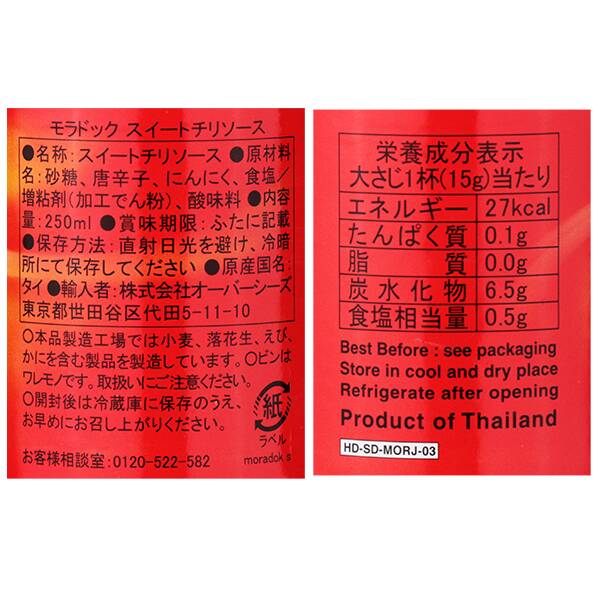 モラドック スイートチリソース
●名称:スイートチリソース ●原材料
名:砂糖、唐辛子、にんにく、食塩/
増粘剤(加工でん粉)、酸味料 ●内容
量:250ml ●賞味期限:ふたに記載
●保存方法:直射日光を避け、冷暗
所にて保存してください ●原産国名:
タイ ●輸入者:株式会社オーバーシーズ
東京都世田谷区代田5-11-10
○本品製造工場では小麦、落花生、えび、
かにを含む製品を製造しています。○ビンは
ワレモノです。取扱いにご注意ください。
○開封後は冷蔵庫に保存のうえ、
お早めにお召し上がりください。
紙
ラベル
お客様相談室:0120-522-582
moradok s
栄養成分表示
大さじ1杯(15g)当たり
エネルギー 27kcal
たんぱく質 0.1g
脂質 0.0g
炭水化物 6.5g
食塩相当量 0.5g
Best Before : see packaging
Store in cool and dry place
Refrigerate after opening
Product of Thailand
HD-SD-MORJ-03